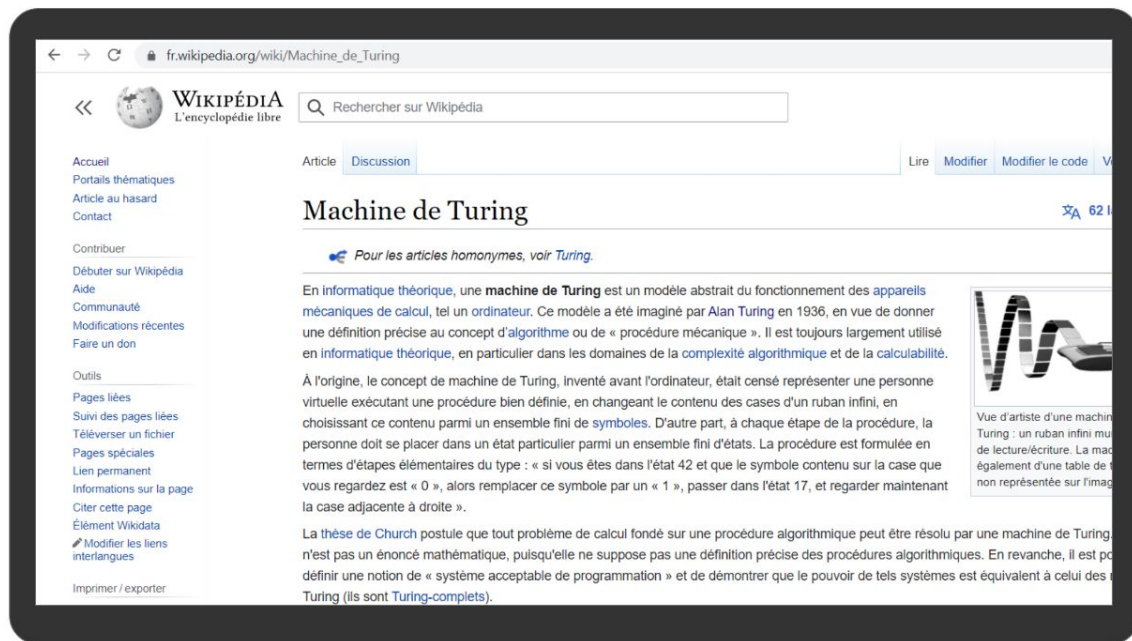 fr.wikipedia.org/wiki/Machine_de_Turing
WIKIPÉDIA
L'encyclopédie libre
Rechercher sur Wikipédia
Accueil
Portails thématiques
Article au hasard
Contact
Contribuer
Débuter sur Wikipédia
Aide
Communauté
Modifications récentes
Faire un don
Outils
Pages liées
Suivi des pages liées
Téléverser un fichier
Pages spéciales
Lien permanent
Informations sur la page
Citer cette page
Élément Wikidata
Modifier les liens
interlangues
Imprimer / exporter
Article Discussion
Lire Modifier Modifier le code
Machine de Turing
62
Pour les articles homonymes, voir Turing.
En informatique théorique, une machine de Turing est un modèle abstrait du fonctionnement des appareils
mécaniques de calcul, tel un ordinateur. Ce modèle a été imaginé par Alan Turing en 1936, en vue de donner
une définition précise au concept d'algorithme ou de « procédure mécanique ». Il est toujours largement utilisé
en informatique théorique, en particulier dans les domaines de la complexité algorithmique et de la calculabilité.
À l'origine, le concept de machine de Turing, inventé avant l'ordinateur, était censé représenter une personne
virtuelle exécutant une procédure bien définie, en changeant le contenu des cases d'un ruban infini, en
choisissant ce contenu parmi un ensemble fini de symboles. D'autre part, à chaque étape de la procédure, la
personne doit se placer dans un état particulier parmi un ensemble fini d'états. La procédure est formulée en
termes d'étapes élémentaires du type : « si vous êtes dans l'état 42 et que le symbole contenu sur la case que
vous regardez est « 0 », alors remplacer ce symbole par un « 1 », passer dans l'état 17, et regarder maintenant
la case adjacente à droite ».
Vue d'artiste d'une machin
Turing : un ruban infini mu
de lecture/écriture. La mac
également d'une table de t
non représentée sur l'imag
La thèse de Church postule que tout problème de calcul fondé sur une procédure algorithmique peut être résolu par une machine de Turing.
n'est pas un énoncé mathématique, puisqu'elle ne suppose pas une définition précise des procédures algorithmiques. En revanche, il est po
définir une notion de « système acceptable de programmation » et de démontrer que le pouvoir de tels systèmes est équivalent à celui des
Turing (ils sont Turing-complets).